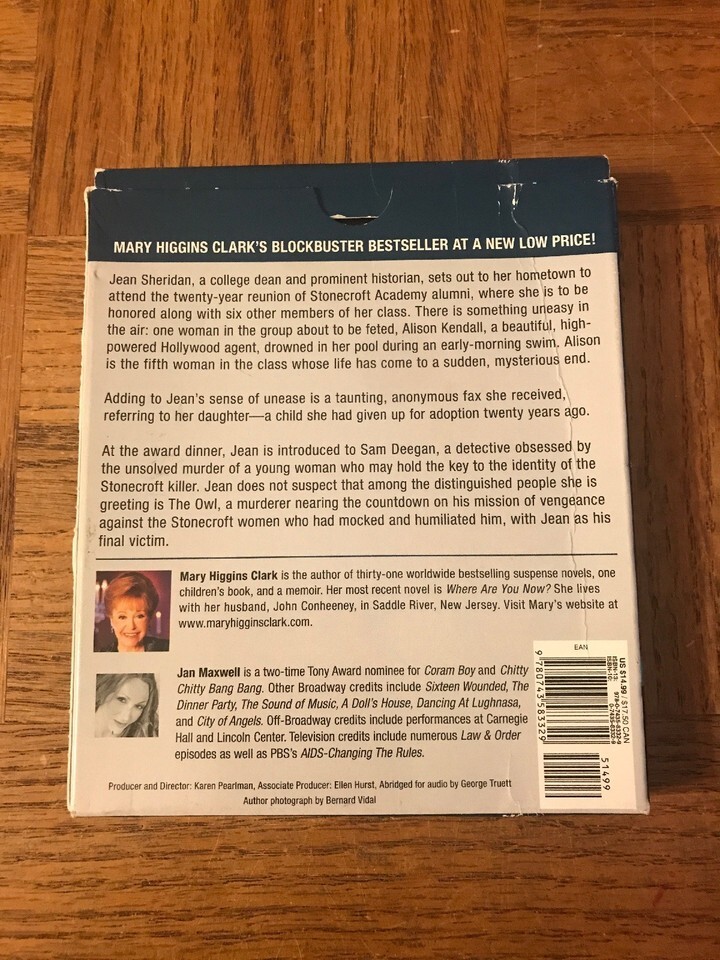 MARY HIGGINS CLARK'S BLOCKBUSTER BESTSELLER AT A NEW LOW PRICE!
Jean Sheridan, a college dean and prominent historian, sets out to her hometown to
attend the twenty-year reunion of Stonecroft Academy alumni, where she is to be
honored along with six other members of her class. There is something uneasy in
the air: one woman in the group about to be feted, Alison Kendall, a beautiful, high-
powered Hollywood agent, drowned in her pool during an early-morning swim. Alison
is the fifth woman in the class whose life has come to a sudden, mysterious end.
Adding to Jean's sense of unease is a taunting, anonymous fax she received,
referring to her daughter—a child she had given up for adoption twenty years ago.
At the award dinner, Jean is introduced to Sam Deegan, a detective obsessed by
the unsolved murder of a young woman who may hold the key to the identity of the
Stonecroft killer. Jean does not suspect that among the distinguished people she is
greeting is The Owl, a murderer nearing the countdown on his mission of vengeance
against the Stonecroft women who had mocked and humiliated him, with Jean as his
final victim.
Mary Higgins Clark is the author of thirty-one worldwide bestselling suspense novels, one
children's book, and a memoir. Her most recent novel is Where Are You Now? She lives
with her husband, John Conheeney, in Saddle River, New Jersey. Visit Mary's website at
www.maryhigginsclark.com.
Jan Maxwell is a two-time Tony Award nominee for Coram Boy and Chitty
Chitty Bang Bang. Other Broadway credits include Sixteen Wounded, The
Dinner Party, The Sound of Music, A Doll's House, Dancing At Lughnasa,
and City of Angels. Off-Broadway credits include performances at Carnegie
Hall and Lincoln Center. Television credits include numerous Law & Order
episodes as well as PBS's AIDS-Changing The Rules.
Producer and Director: Karen Pearlman, Associate Producer: Ellen Hurst, Abridged for audio by George Truett
Author photograph by Bernard Vidal
EAN
US $14.99 / $17.50 CAN
ISBN-13: 978-0-7435-8332-9
ISBN-10:
9 780743 583329
51499